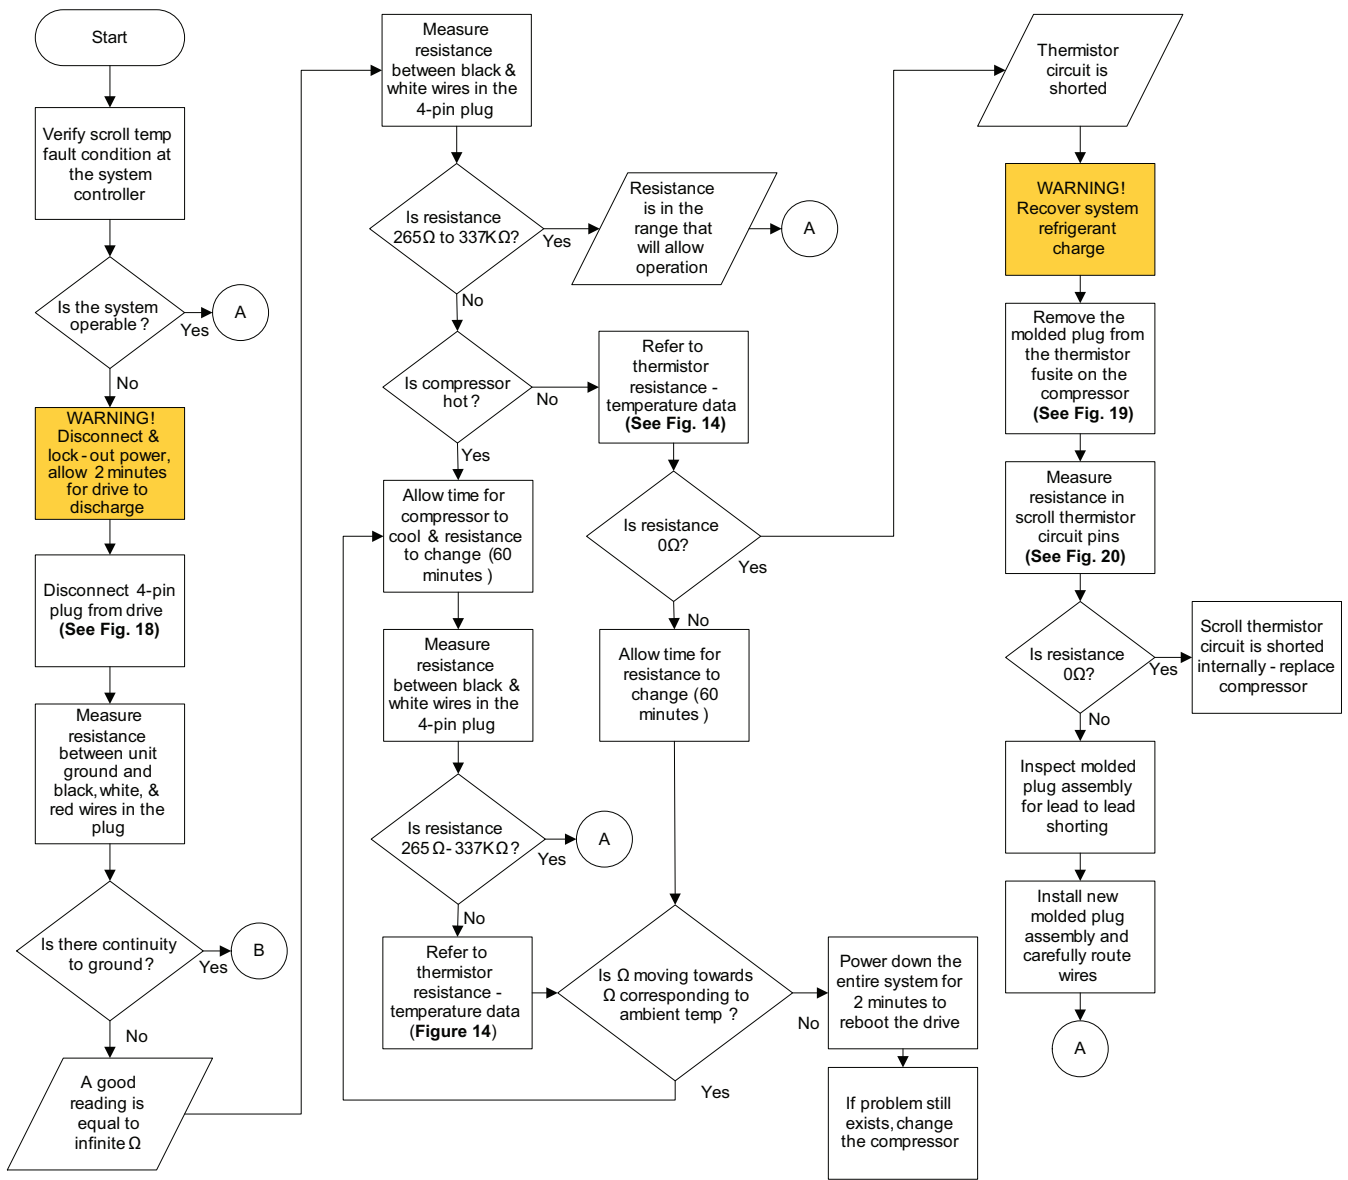 Start
Verify scroll temp
fault condition at
the system
controller
Is the system
operable ?
Yes
A
No
WARNING!
Disconnect &
lock-out power,
allow 2 minutes
for drive to
discharge
Disconnect 4-pin
plug from drive
(See Fig. 18)
Measure
resistance
between unit
ground and
black, white, &
red wires in the
plug
Is there continuity
to ground ?
Yes
B
No
A good
reading is
equal to
infinite Ω
Measure
resistance
between black &
white wires in the
4-pin plug
Is resistance
265Ω to 337KΩ?
Yes
Resistance
is in the
range that
will allow
operation
A
No
Is compressor
hot ?
No
Refer to
thermistor
resistance -
temperature data
(See Fig. 14)
Yes
Allow time for
compressor to
cool & resistance
to change (60
minutes )
Measure
resistance
between black &
white wires in the
4-pin plug
Is resistance
265 Ω- 337K Ω?
Yes
A
No
Refer to
thermistor
resistance -
temperature data
(Figure 14)
Is resistance
0Ω?
Yes
No
Allow time for
resistance to
change (60
minutes )
Is Ω moving towards
Ω corresponding to
ambient temp ?
No
Yes
Power down the
entire system for
2 minutes to
reboot the drive
If problem still
exists, change
the compressor
Thermistor
circuit is
shorted
WARNING!
Recover system
refrigerant
charge
Remove the
molded plug from
the thermistor
fusite on the
compressor
(See Fig. 19)
Measure
resistance in
scroll thermistor
circuit pins
(See Fig. 20)
Is resistance
0Ω?
Yes
Scroll thermistor
circuit is shorted
internally - replace
compressor
No
Inspect molded
plug assembly
for lead to lead
shorting
Install new
molded plug
assembly and
carefully route
wires
A